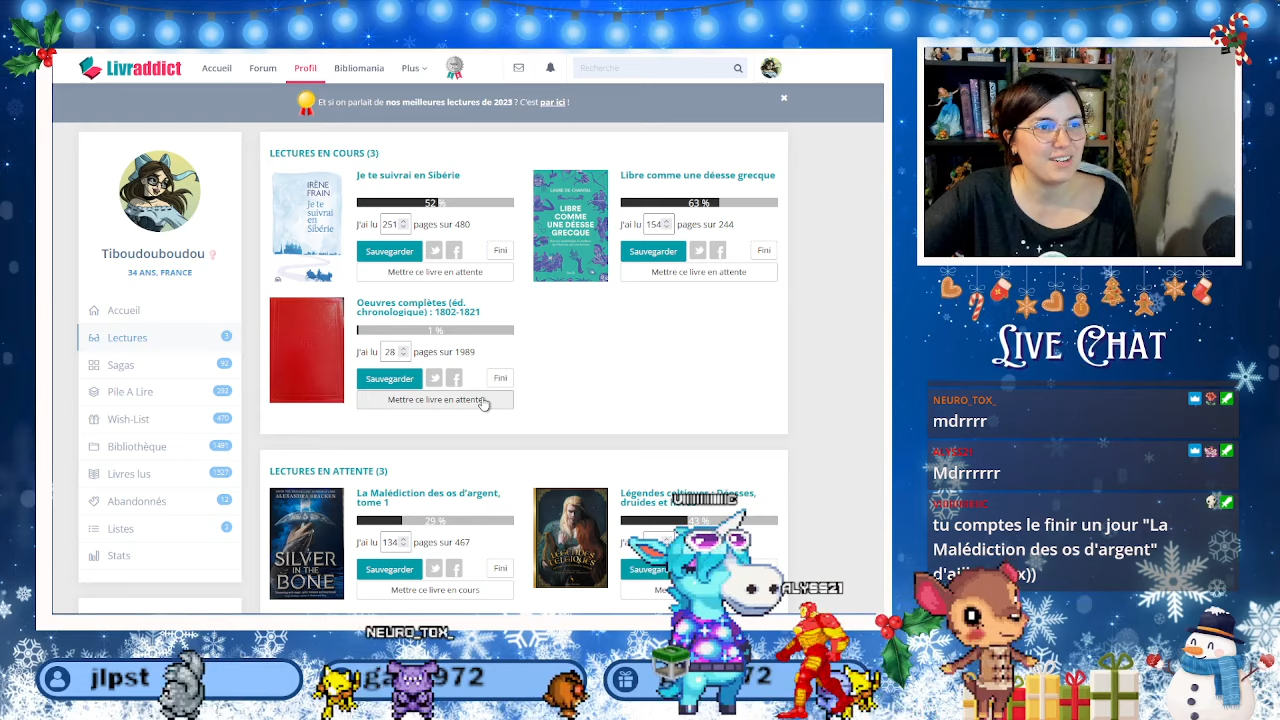 Livraddict
Accueil Forum Profil Bibliomania Plus
Recherche
Et si on parlait de nos meilleures lectures de 2023 ? C'est par ici !
Tiboudouboudou
34 ANS, FRANCE
Accueil
Lectures 3
Sagas 92
Pile A Lire 293
Wish-List 470
Bibliothèque
Livres lus
Abandonnés 12
Listes
Stats
LECTURES EN COURS (3)
IRÈNE
FRAIN
Je te
suivrai
en
Sibérie
Je te suivrai en Sibérie
52 %
J'ai lu 251 pages sur 480
Sauvegarder Fini
Mettre ce livre en attente
LIBRE
COMME
UNE DÉESSE
GRECQUE
Libre comme une déesse grecque
63 %
J'ai lu 154 pages sur 244
Sauvegarder Fini
Mettre ce livre en attente
Oeuvres complètes (éd.
chronologique) : 1802-1821
1 %
J'ai lu 28 pages sur 1989
Sauvegarder Fini
Mettre ce livre en attente
LECTURES EN ATTENTE (3)
ALEXANDRA BRACKEN
SILVER
IN THE
BONE
La Malédiction des os d'argent,
tome 1
29 %
J'ai lu 134 pages sur 467
Sauvegarder Fini
Mettre ce livre en cours
LÉGENDES
CELTIQUES
Légendes
druides et
43 %
LIVE CHAT
NEURO_TOX_
mdrrrr
ALYSS21
Mdrrrrrr
tu comptes le finir un jour "La
Malédiction des os d'argent"
ALYSS21
NEURO_TOX_
jlpst